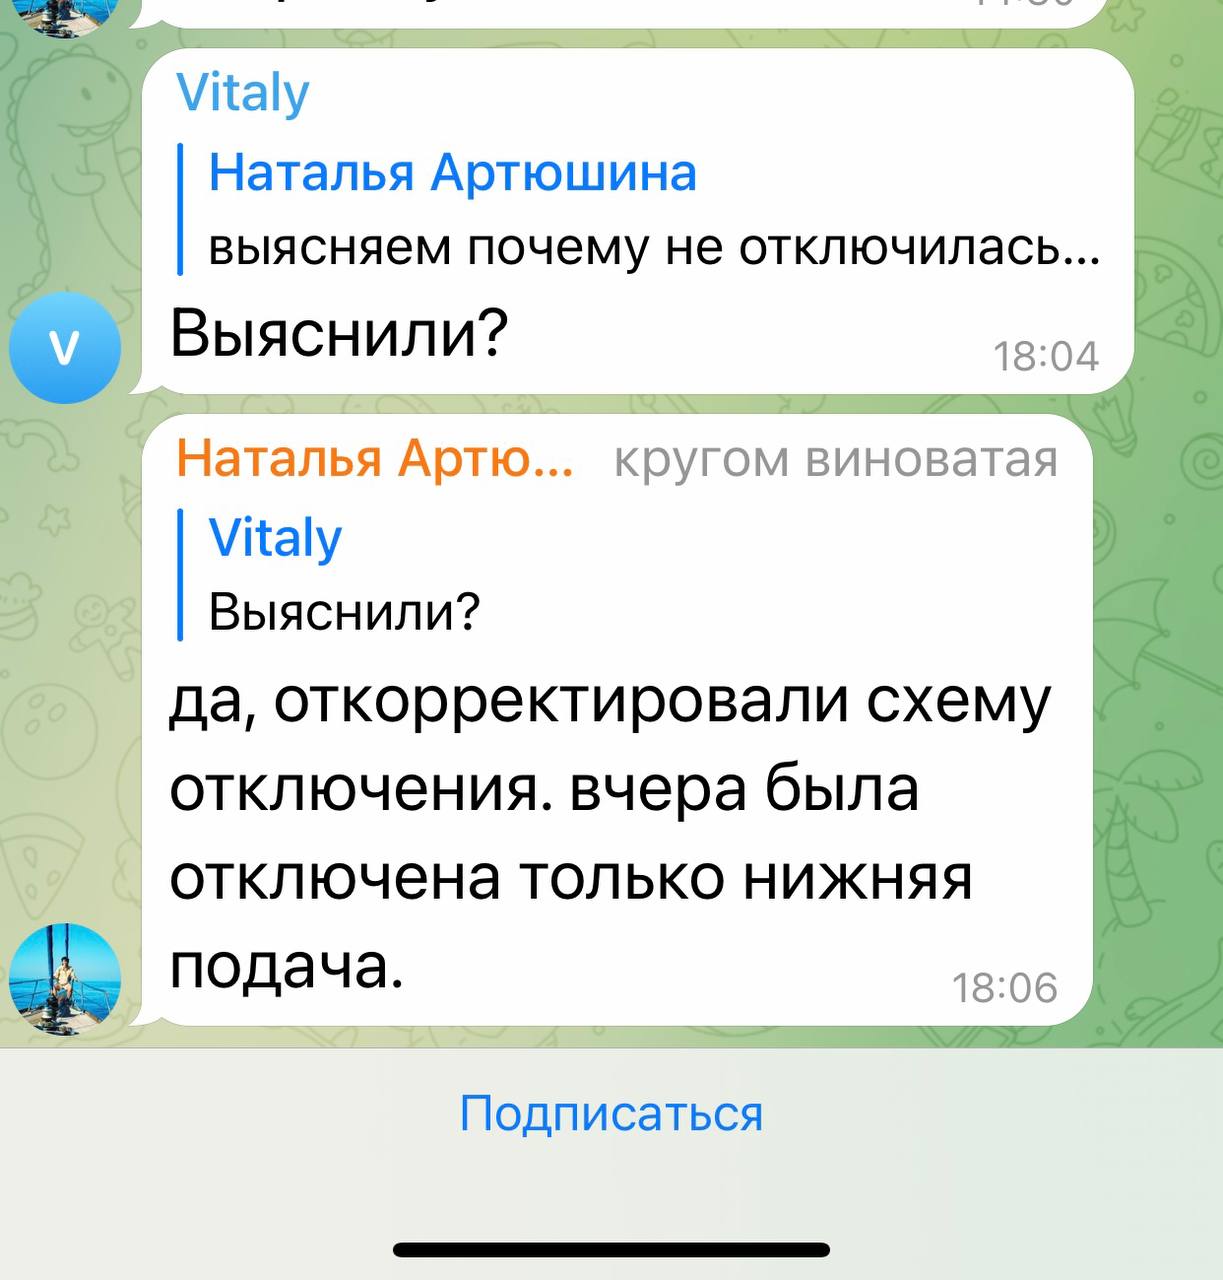 Vitaly
Наталья Артюшина
выясняем почему не отключилась...
Выяснили?
18:04
V
Наталья Артю... кругом виноватая
Vitaly
Выяснили?
да, откорректировали схему
отключения. вчера была
отключена только нижняя
подача.
18:06
Подписаться